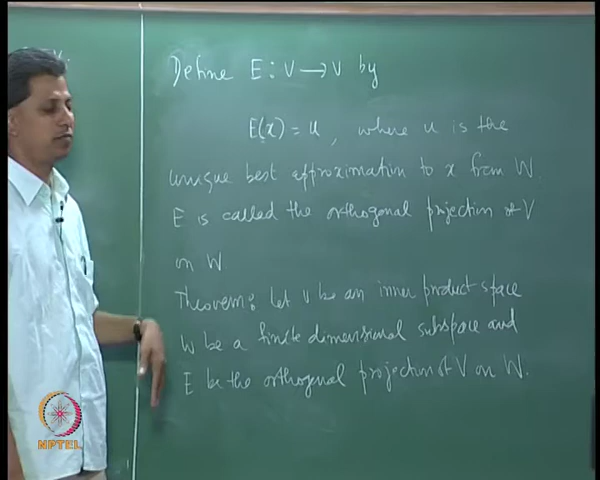 Define E : V → V by
E(x) = u , where u is the
unique best approximation to x from W.
E is called the orthogonal projection of V
on W
Theorem: Let V be an inner product space
W be a finite dimensional subspace and
E be the orthogonal projection of V on W.
NPTEL